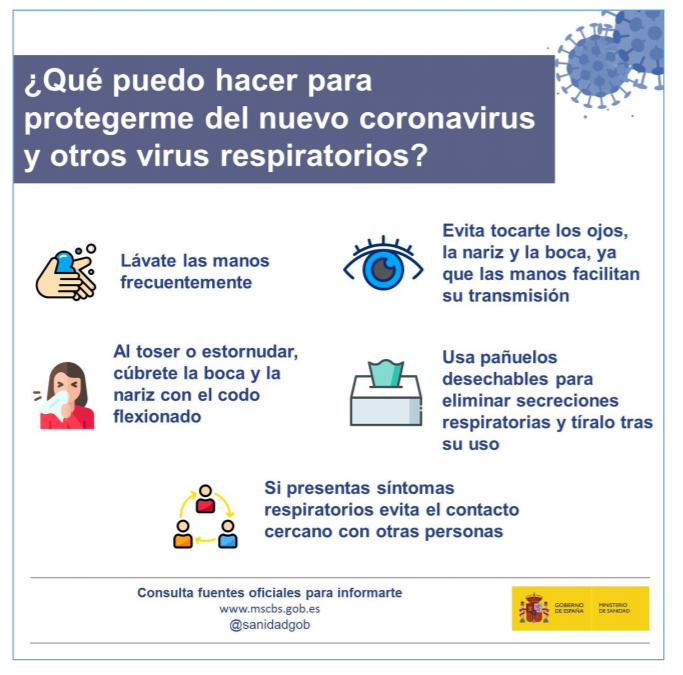 ¿Qué puedo hacer para
protegerme del nuevo coronavirus
y otros virus respiratorios?
Lávate las manos
frecuentemente
Evita tocarte los ojos,
la nariz y la boca, ya
que las manos facilitan
su transmisión
Al toser o estornudar,
cúbrete la boca y la
nariz con el codo
flexionado
Usa pañuelos
desechables para
eliminar secreciones
respiratorias y tíralo tras
su uso
Si presentas síntomas
respiratorios evita el contacto
cercano con otras personas
Consulta fuentes oficiales para informarte
www.mscbs.gob.es
@sanidadgob
GOBIERNO
DE ESPAÑA
MINISTERIO
DE SANIDAD